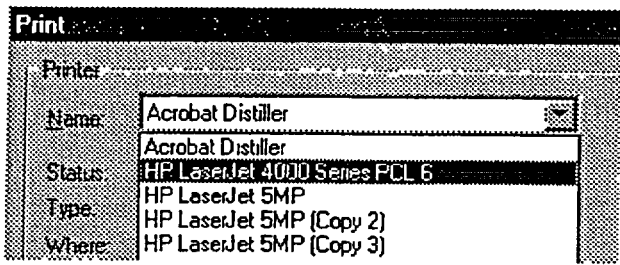 Print
Printer
Name: Acrobat Distiller
Acrobat Distiller
Status: HP LaserJet 4000 Series PCL 6
HP LaserJet 5MP
Type:
HP LaserJet 5MP (Copy 2)
Where: HP LaserJet 5MP (Copy 3)